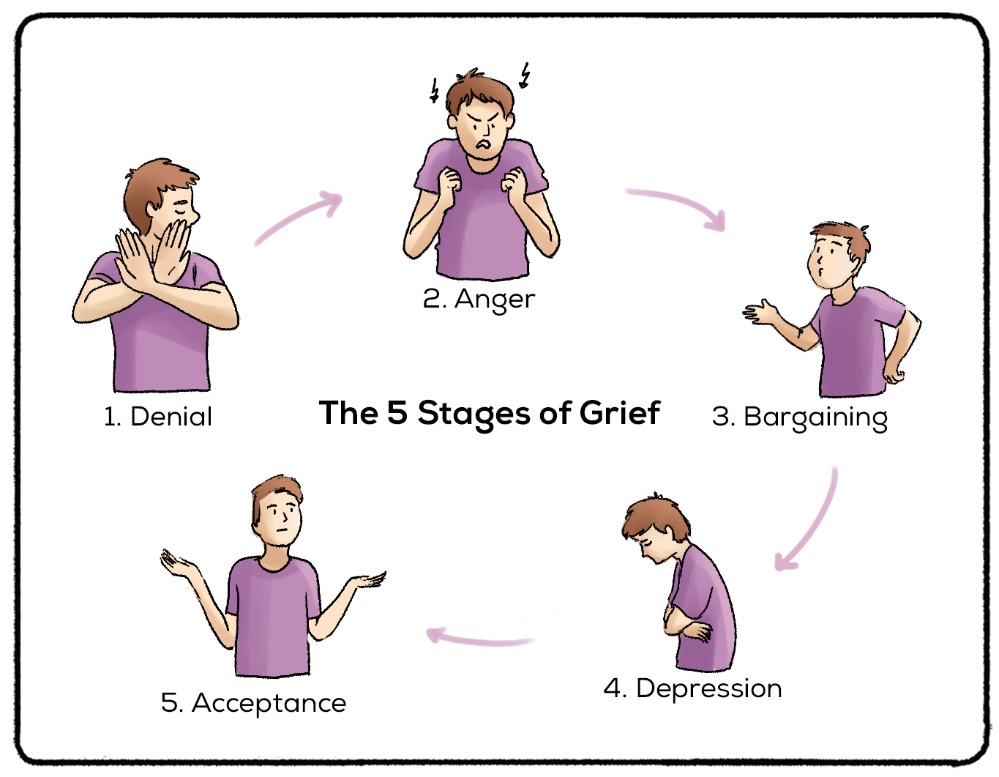 2. Anger
1. Denial
The 5 Stages of Grief
3. Bargaining
4. Depression
5. Acceptance